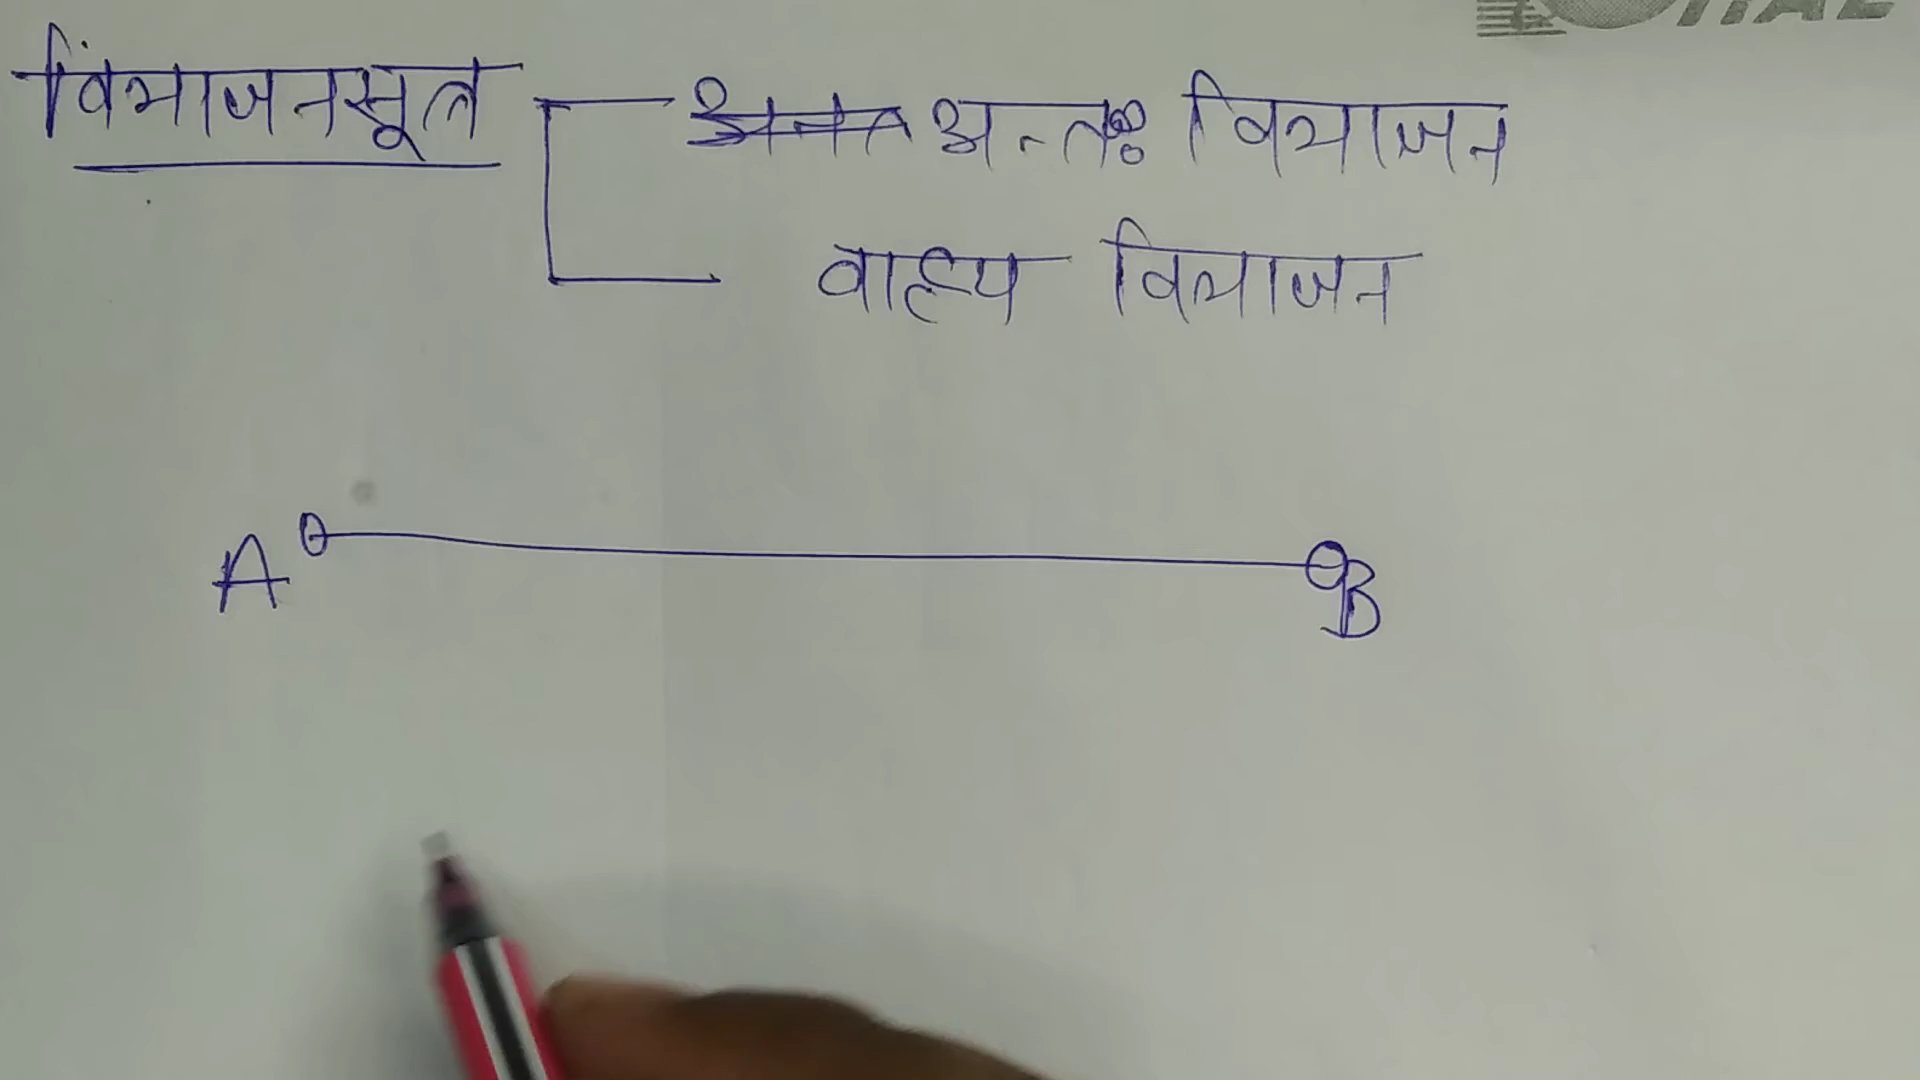 विभाजनसूत्र
अन्तः विभाजन
वाह्य विभाजन
A B